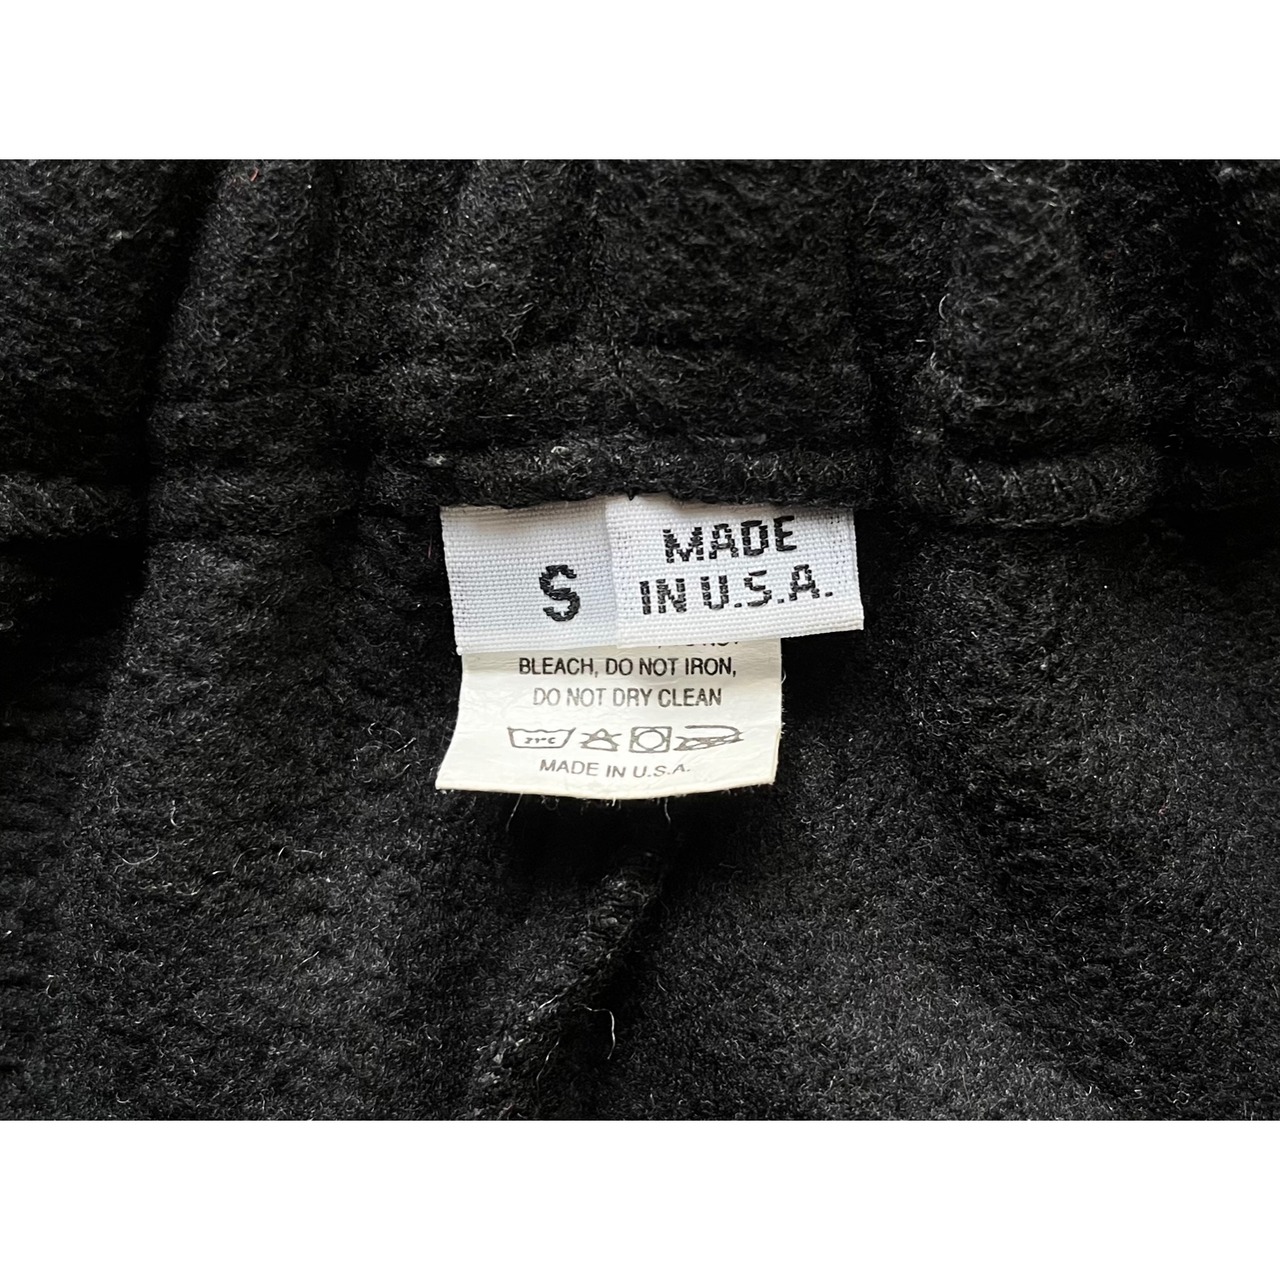 S
MADE
IN U.S.A.
BLEACH, DO NOT IRON,
DO NOT DRY CLEAN
MADE IN U.S.A.